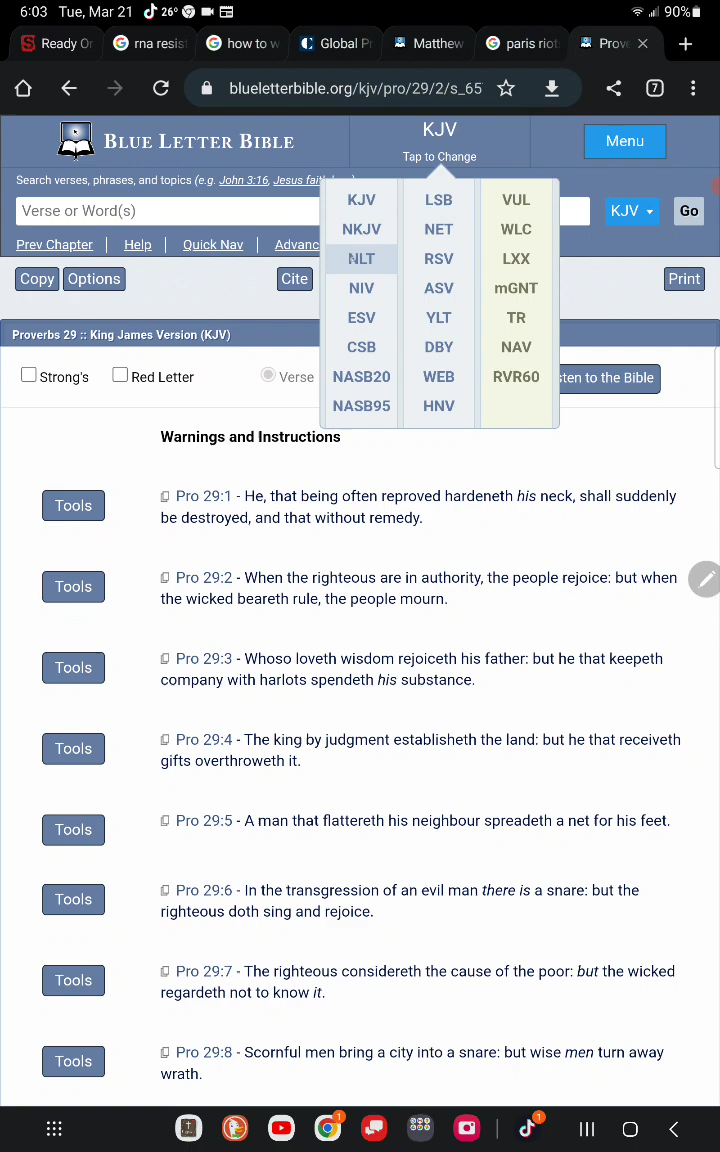 6:03 Tue, Mar 21 26° 90%
Ready Or rna resist how to w Global Pr Matthew paris riot Prove
blueletterbible.org/kjv/pro/29/2/s_65 7
BLUE LETTER BIBLE
KJV
Tap to Change
Menu
Search verses, phrases, and topics (e.g. John 3:16, Jesus fai
Verse or Word(s)
KJV
Go
Prev Chapter | Help | Quick Nav | Advanc
KJV LSB VUL
NKJV NET WLC
NLT RSV LXX
NIV ASV mGNT
ESV YLT TR
CSB DBY NAV
NASB20 WEB RVR60
NASB95 HNV
Copy Options Cite Print
Proverbs 29 :: King James Version (KJV)
Strong's Red Letter Verse sten to the Bible
Warnings and Instructions
Tools
Pro 29:1 - He, that being often reproved hardeneth his neck, shall suddenly
be destroyed, and that without remedy.
Tools
Pro 29:2 - When the righteous are in authority, the people rejoice: but when
the wicked beareth rule, the people mourn.
Tools
Pro 29:3 - Whoso loveth wisdom rejoiceth his father: but he that keepeth
company with harlots spendeth his substance.
Tools
Pro 29:4 - The king by judgment establisheth the land: but he that receiveth
gifts overthroweth it.
Tools
Pro 29:5 - A man that flattereth his neighbour spreadeth a net for his feet.
Tools
Pro 29:6 - In the transgression of an evil man there is a snare: but the
righteous doth sing and rejoice.
Tools
Pro 29:7 - The righteous considereth the cause of the poor: but the wicked
regardeth not to know it.
Tools
Pro 29:8 - Scornful men bring a city into a snare: but wise men turn away
wrath.
1 1